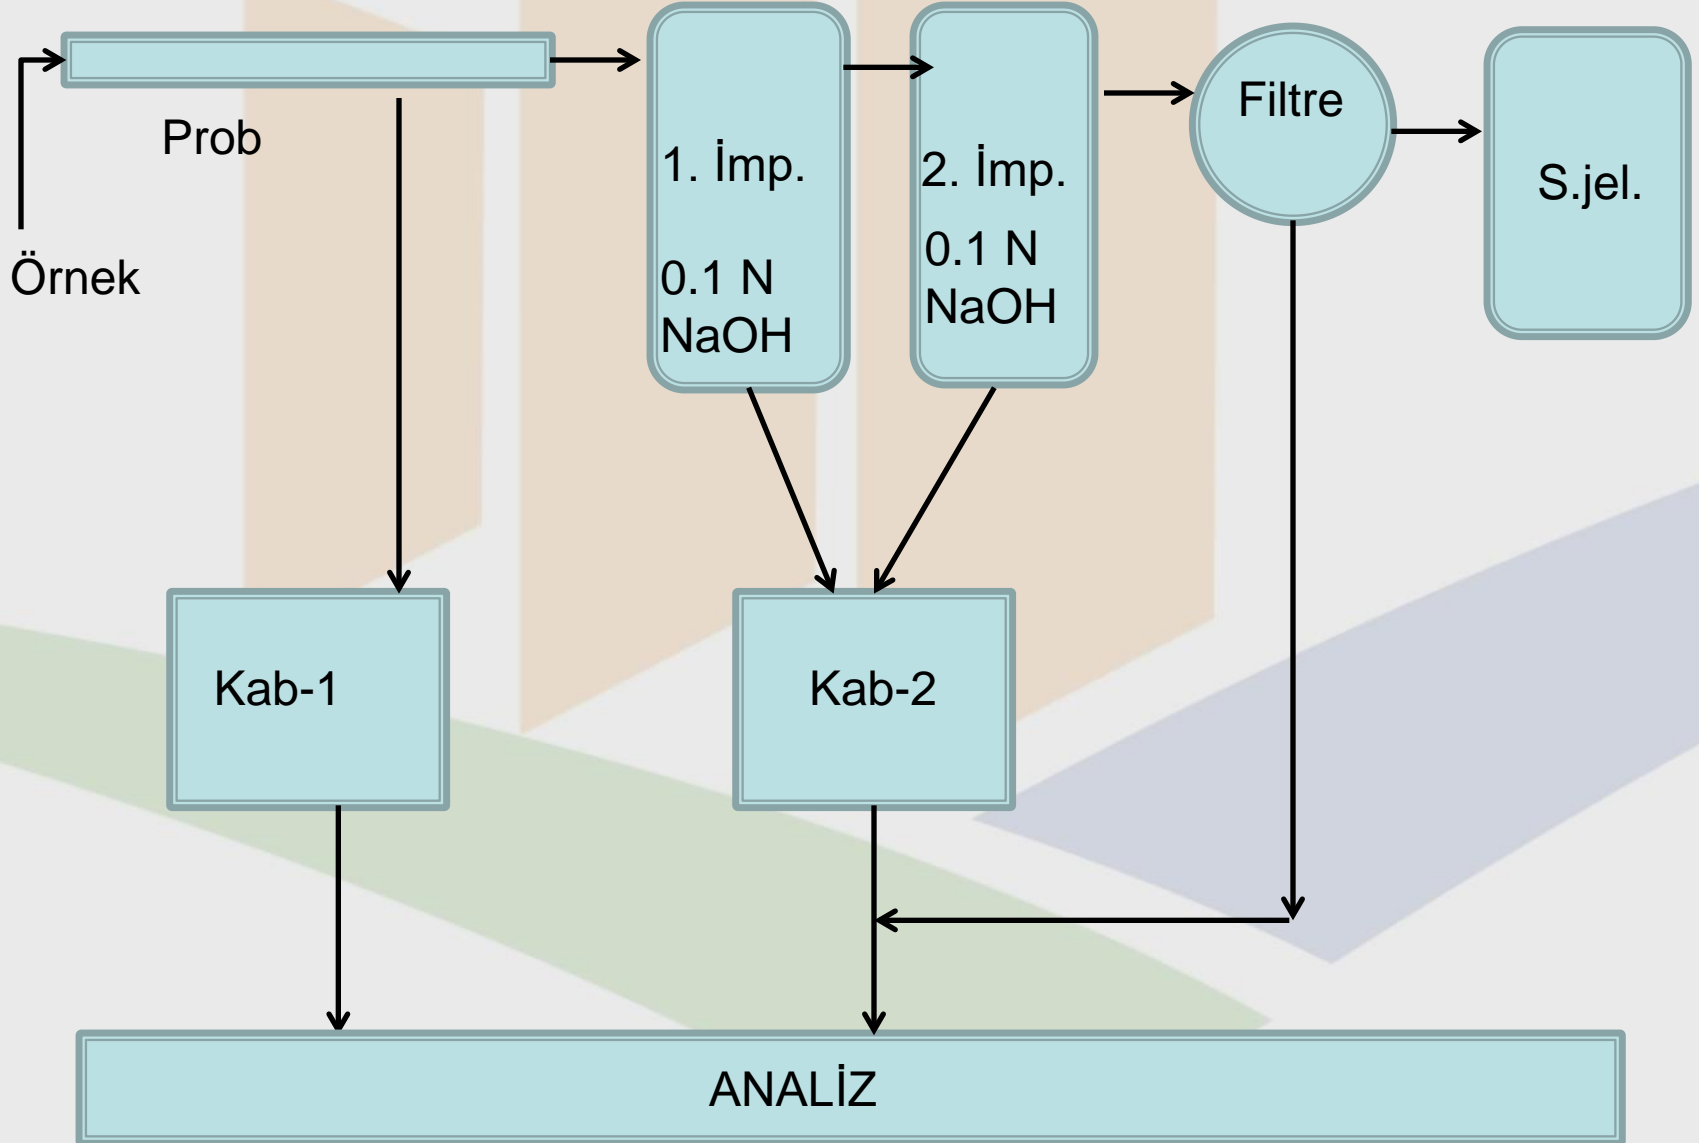 Prob
Örnek
1. İmp.
0.1 N
NaOH
2. İmp.
0.1 N
NaOH
Filtre
S.jel.
Kab-1
Kab-2
ANALİZ